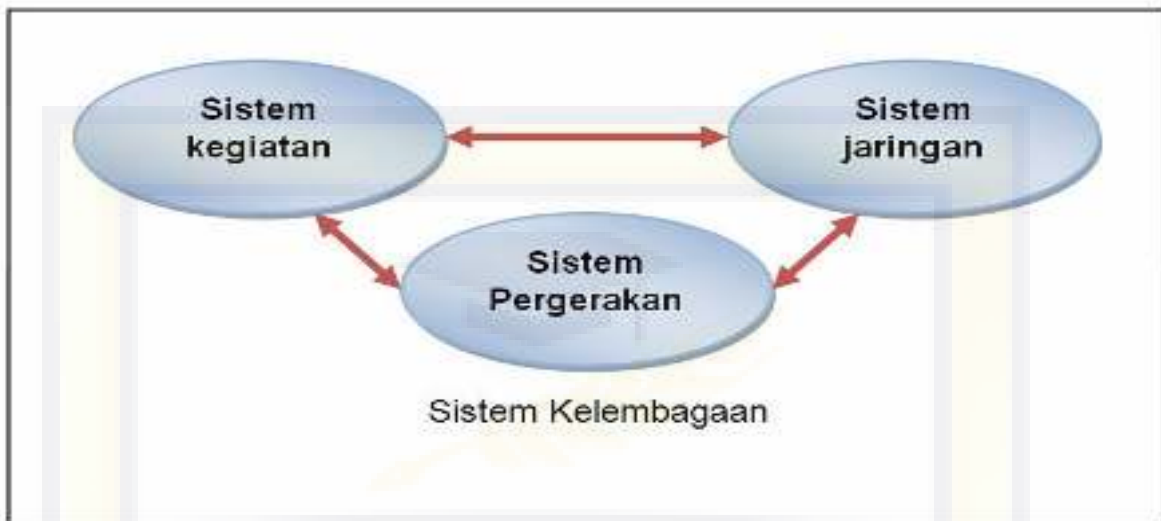 Sistem
kegiatan
Sistem
jaringan
Sistem
Pergerakan
Sistem Kelembagaan